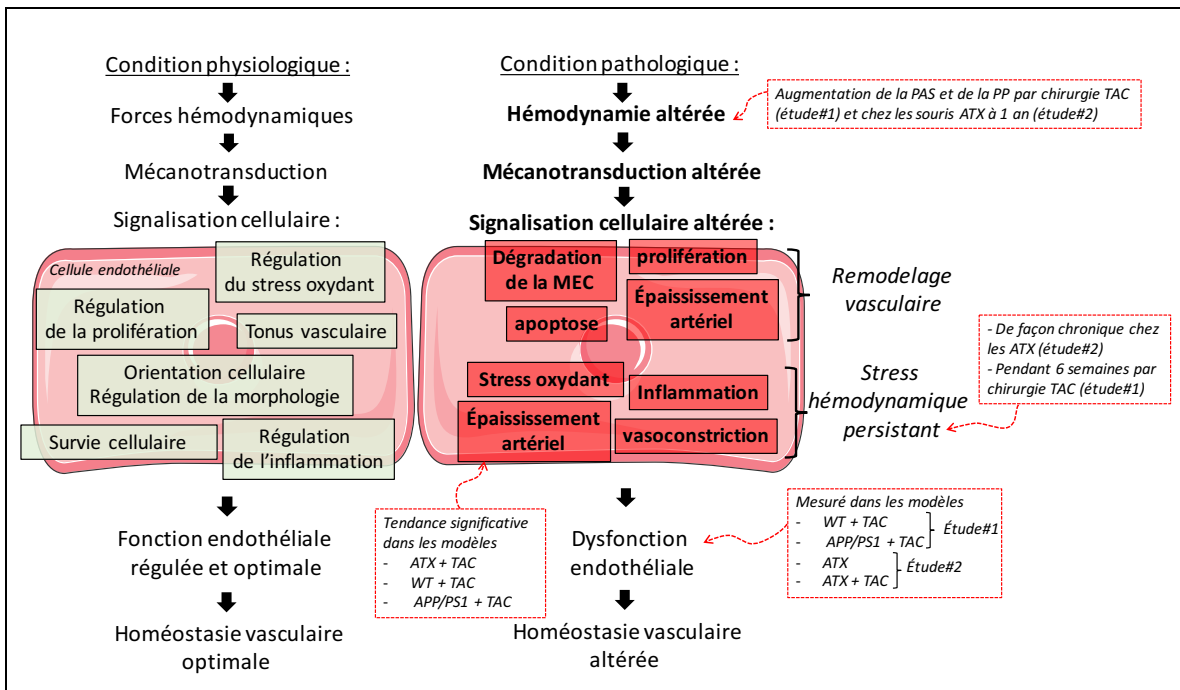 Condition physiologique :
Forces hémodynamiques
Mécanotransduction
Signalisation cellulaire :
Cellule endothéliale
Régulation
du stress oxydant
Régulation
de la prolifération
Tonus vasculaire
Orientation cellulaire
Régulation de la morphologie
Survie cellulaire
Régulation
de l'inflammation
Fonction endothéliale
régulée et optimale
Homéostasie vasculaire
optimale
Condition pathologique :
Hémodynamie altérée
Augmentation de la PAS et de la PP par chirurgie TAC
(étude#1) et chez les souris ATX à 1 an (étude#2)
Mécanotransduction altérée
Signalisation cellulaire altérée :
Dégradation
de la MEC
prolifération
Épaississement
artériel
apoptose
Remodelage
vasculaire
Stress oxydant
Inflammation
Épaississement
artériel
vasoconstriction
Stress
hémodynamique
persistant
- De façon chronique chez
les ATX (étude#2)
- Pendant 6 semaines par
chirurgie TAC (étude#1)
Tendance significative
dans les modèles
- ATX + TAC
- WT + TAC
- APP/PS1 + TAC
Dysfonction
endothéliale
Mesuré dans les modèles
- WT + TAC
- APP/PS1 + TAC
Étude#1
- ATX
- ATX + TAC
Étude#2
Homéostasie vasculaire
altérée